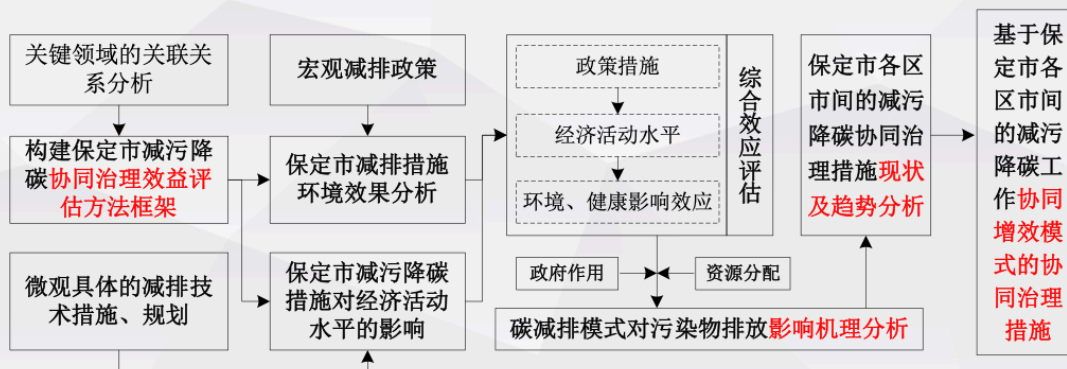 关键领域的关联关
系分析
构建保定市减污降
碳协同治理效益评
估方法框架
微观具体的减排技
术措施、规划
宏观减排政策
保定市减排措施
环境效果分析
保定市减污降碳
措施对经济活动
水平的影响
政策措施
经济活动水平
环境、健康影响效应
综合效应评估
政府作用
资源分配
碳减排模式对污染物排放影响机理分析
保定市各区
市间的减污
降碳协同治
理措施现状
及趋势分析
基于保
定市各
区市间
的减污
降碳工
作协同
增效模
式的协
同治理
措施